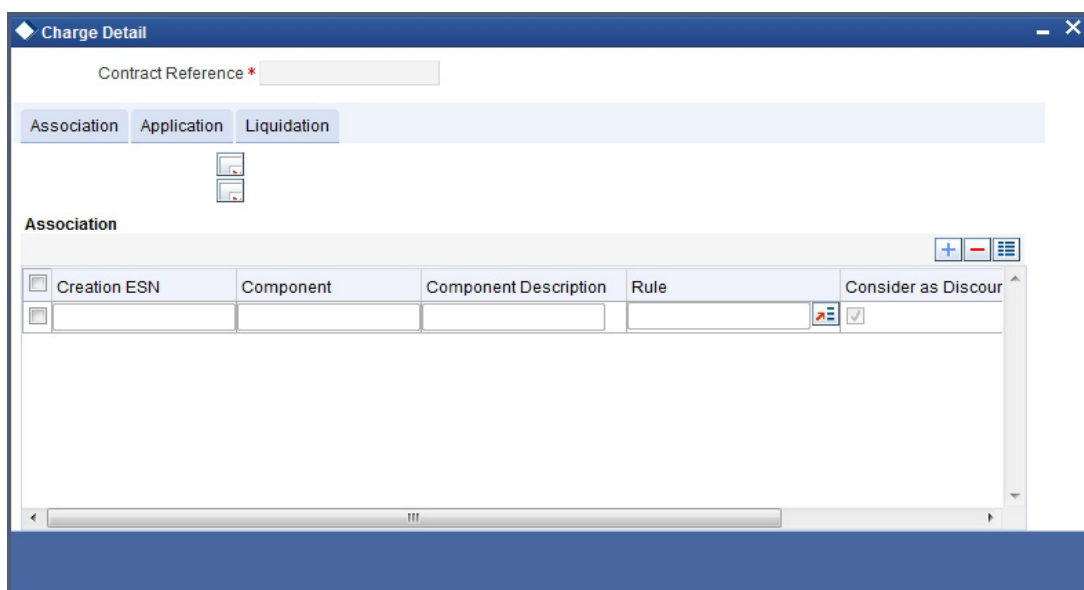 Charge Detail
Contract Reference *
Association Application Liquidation
Association
Creation ESN Component Component Description Rule Consider as Discour